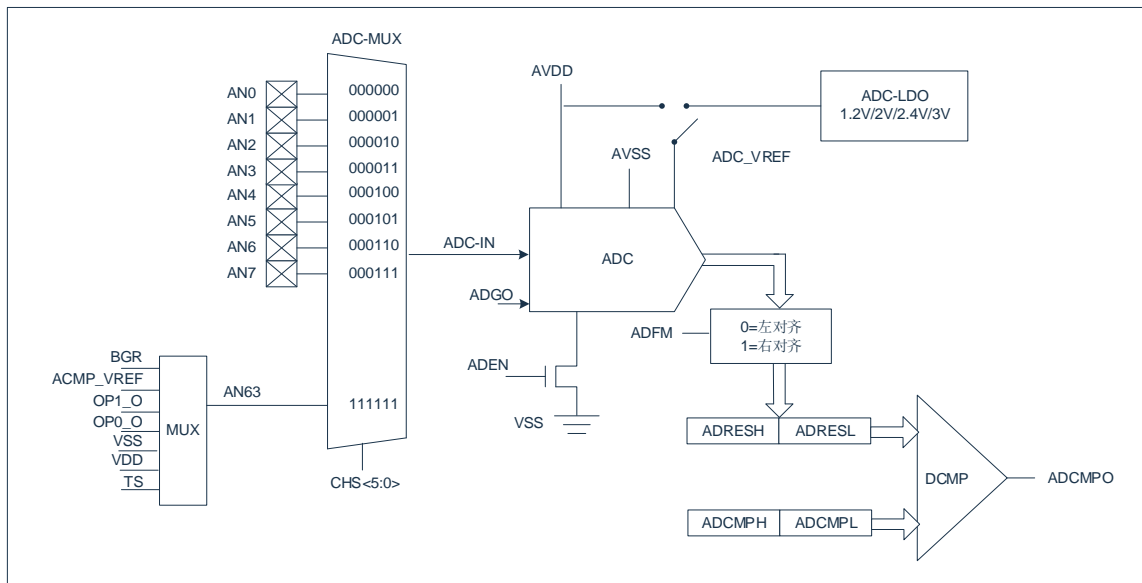 ADC-MUX
AN0
AN1
AN2
AN3
AN4
AN5
AN6
AN7
000000
000001
000010
000011
000100
000101
000110
000111
111111
BGR
ACMP_VREF
OP1_O
OP0_O
VSS
VDD
TS
MUX
AN63
CHS<5:0>
ADC-IN
ADGO
ADEN
VSS
AVDD
AVSS
ADC_VREF
ADC-LDO
1.2V/2V/2.4V/3V
ADC
ADFM
0=左对齐
1=右对齐
ADRESH
ADRESL
ADCMPH
ADCMPL
DCMP
ADCMPO